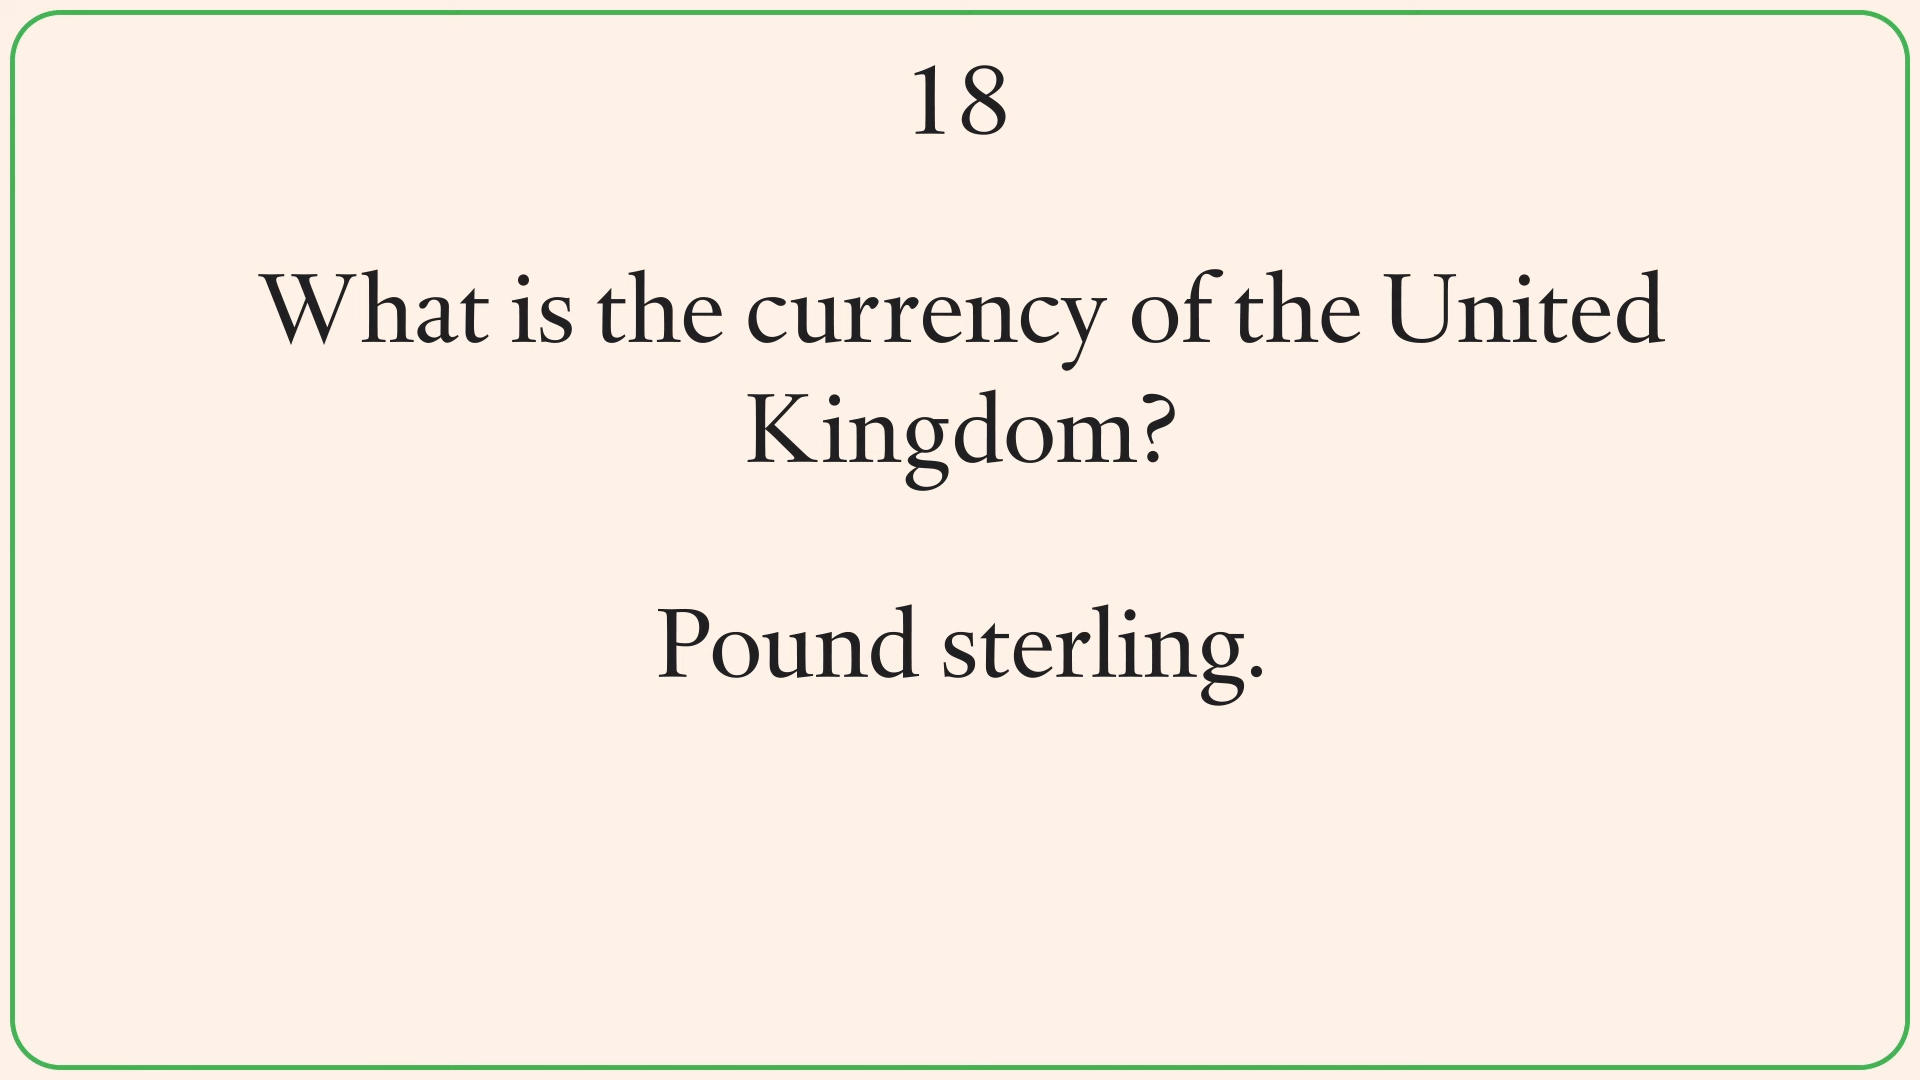 18
What is the currency of the United
Kingdom?
Pound sterling.